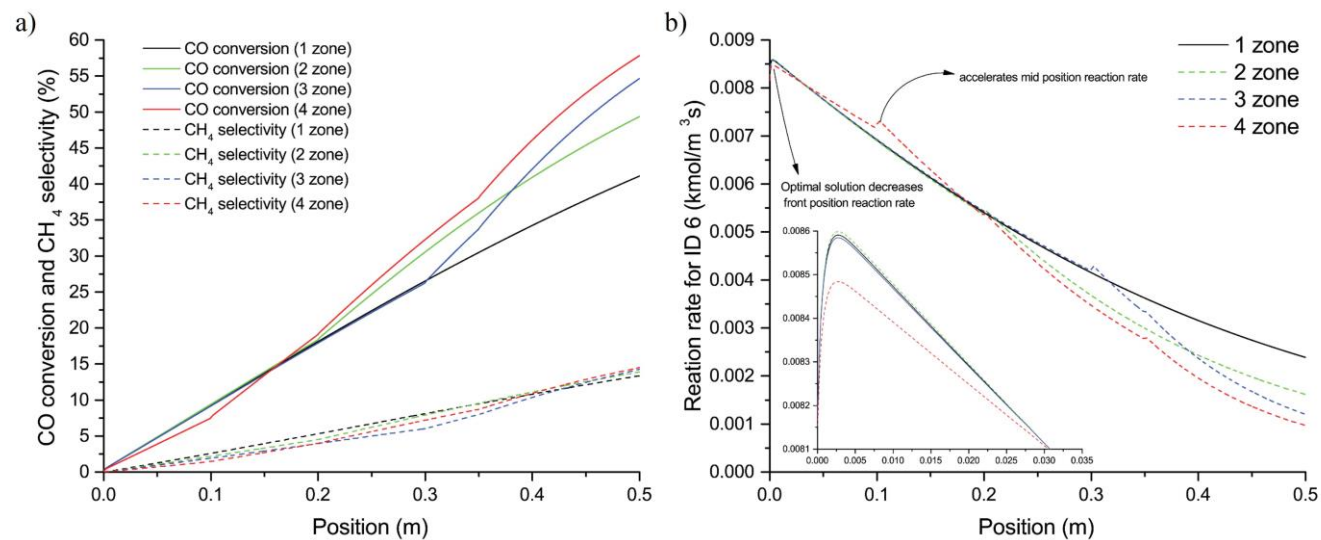 a)
CO conversion and CH4 selectivity (%)
60
55
50
45
40
35
30
25
20
15
10
5
0
CO conversion (1 zone)
CO conversion (2 zone)
CO conversion (3 zone)
CO conversion (4 zone)
CH4 selectivity (1 zone)
CH4 selectivity (2 zone)
CH4 selectivity (3 zone)
CH4 selectivity (4 zone)
0.0 0.1 0.2 0.3 0.4 0.5
Position (m)
b)
Reation rate for ID 6 (kmol/m3s)
0.009
0.008
0.007
0.006
0.005
0.004
0.003
0.002
0.001
0.000
1 zone
2 zone
3 zone
4 zone
accelerates mid position reaction rate
Optimal solution decreases
front position reaction rate
0.0086
0.0085
0.0084
0.0083
0.0082
0.0081
0.000 0.005 0.010 0.015 0.020 0.025 0.030 0.035
0.0 0.1 0.2 0.3 0.4 0.5
Position (m)